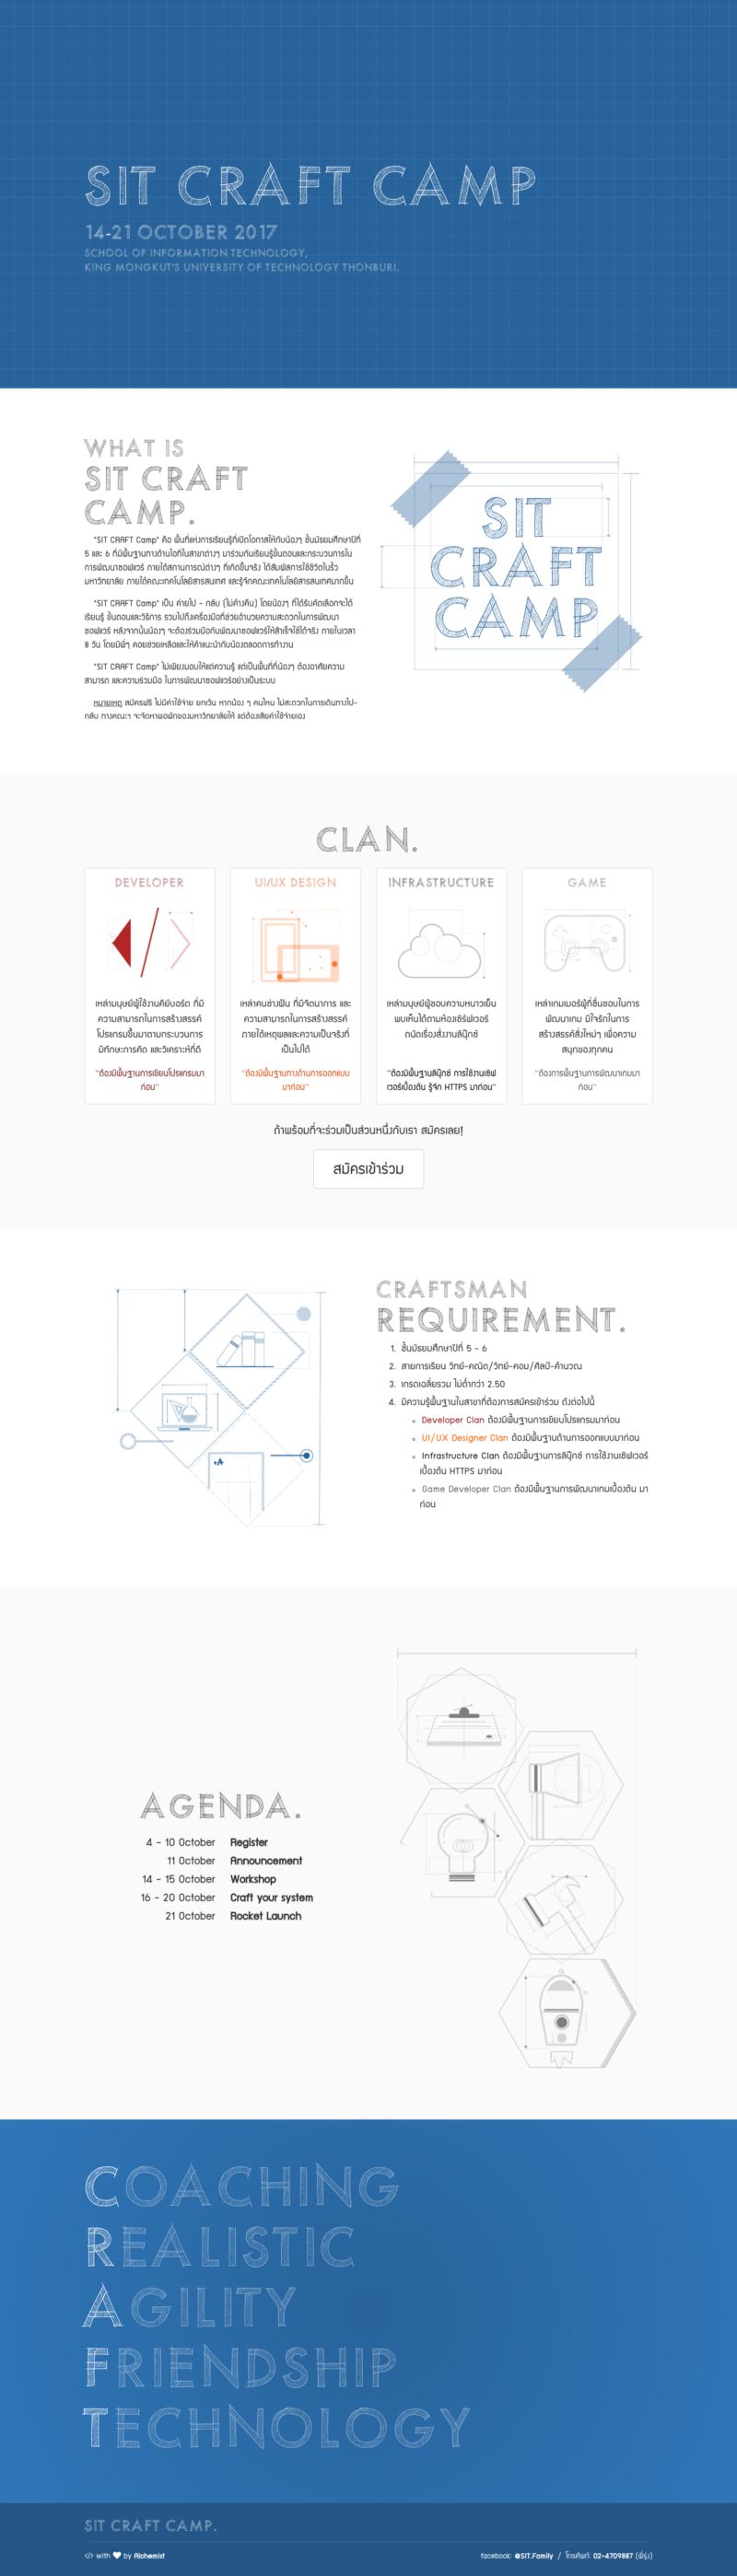 SIT CRAFT CAMP
14-21 OCTOBER 2017
SCHOOL OF INFORMATION TECHNOLOGY,
KING MONGKUT'S UNIVERSITY OF TECHNOLOGY THONBURI.
WHAT IS
SIT CRAFT
CAMP.
"SIT CRAFT Camp" คือ พื้นที่แห่งการเรียนรู้ที่เปิดโอกาสให้กับน้องๆ ชั้นมัธยมศึกษาปีที่
5 และ 6 ที่มีพื้นฐานทางด้านไอทีในสาขาต่างๆ มาร่วมกันเรียนรู้ขั้นตอนและกระบวนการใน
การพัฒนาซอฟแวร์ ภายใต้สถานการณ์ต่างๆ ที่เกิดขึ้นจริง ได้สัมผัสการใช้ชีวิตในรั้ว
มหาวิทยาลัย ภายใต้คณะเทคโนโลยีสารสนเทศ และรู้จักคณะเทคโนโลยีสารสนเทศมากขึ้น
"SIT CRAFT Camp" เป็น ค่ายไป - กลับ (ไม่ค้างคืน) โดยน้องๆ ที่ได้รับคัดเลือกจะได้
เรียนรู้ ขั้นตอนและวิธีการ รวมไปถึงเครื่องมือที่ช่วยอำนวยความสะดวกในการพัฒนา
ซอฟแวร์ หลังจากนั้นน้องๆ จะต้องร่วมมือกันพัฒนาซอฟแวร์ให้สำเร็จใช้ได้จริง ภายในเวลา
8 วัน โดยมีพี่ๆ คอยช่วยเหลือและให้คำแนะนำกับน้องตลอดการทำงาน
"SIT CRAFT Camp" ไม่เพียงมอบให้แต่ความรู้ แต่เป็นพื้นที่ที่น้องๆ ต้องอาศัยความ
สามารถ และความร่วมมือ ในการพัฒนาซอฟแวร์อย่างเป็นระบบ
หมายเหตุ สมัครฟรี ไม่มีค่าใช้จ่าย ยกเว้น หากน้อง ๆ คนไหน ไม่สะดวกในการเดินทางไป-
กลับ ทางคณะฯ จะจัดหาหอพักของมหาวิทยาลัยให้ แต่ต้องเสียค่าใช้จ่ายเอง
SIT
CRAFT
CAMP
CLAN.
DEVELOPER
เหล่ามนุษย์ผู้ใช้งานคีย์บอร์ด ที่มี
ความสามารถในการสร้างสรรค์
โปรแกรมขึ้นมาตามกระบวนการ
มีทักษะการคิด และวิเคราะห์ที่ดี
"ต้องมีพื้นฐานการเขียนโปรแกรมมา
ก่อน"
UI/UX DESIGN
เหล่าคนช่างฝัน ที่มีจิตนาการ และ
ความสามารถในการสร้างสรรค์
ภายใต้เหตุผลและความเป็นจริงที่
เป็นไปได้
"ต้องมีพื้นฐานทางด้านการออกแบบ
มาก่อน"
INFRASTRUCTURE
เหล่ามนุษย์ผู้ชอบความหนาวเย็น
พบเห็นได้ตามห้องเซิร์ฟเวอร์
ถนัดเรื่องสั่งงานลีนุ๊กซ์
"ต้องมีพื้นฐานลีนุ๊กซ์ การใช้งานเซิฟ
เวอร์เบื้องต้น รู้จัก HTTPS มาก่อน"
GAME
เหล่าเกมเมอร์ผู้ที่ชื่นชอบในการ
พัฒนาเกม มีใจรักในการ
สร้างสรรค์สิ่งใหม่ๆ เพื่อความ
สนุกของทุกคน
"ต้องการพื้นฐานการพัฒนาเกมมา
ก่อน"
ถ้าพร้อมที่จะร่วมเป็นส่วนหนึ่งกับเรา สมัครเลย!
สมัครเข้าร่วม
CRAFTSMAN
REQUIREMENT.
1. ชั้นมัธยมศึกษาปีที่ 5 - 6
2. สายการเรียน วิทย์-คณิต/วิทย์-คอม/ศิลป์-คำนวณ
3. เกรดเฉลี่ยรวม ไม่ต่ำกว่า 2.50
4. มีความรู้พื้นฐานในสาขาที่ต้องการสมัครเข้าร่วม ดังต่อไปนี้
Developer Clan ต้องมีพื้นฐานการเขียนโปรแกรมมาก่อน
UI/UX Designer Clan ต้องมีพื้นฐานด้านการออกแบบมาก่อน
Infrastructure Clan ต้องมีพื้นฐานการลีนุ๊กซ์ การใช้งานเซิฟเวอร์
เบื้องต้น HTTPS มาก่อน
Game Developer Clan ต้องมีพื้นฐานการพัฒนาเกมเบื้องต้น มา
ก่อน
+A
AGENDA.
4 - 10 October Register
11 October Announcement
14 - 15 October Workshop
16 - 20 October Craft your system
21 October Rocket Launch
COACHING
REALISTIC
AGILITY
FRIENDSHIP
TECHNOLOGY
SIT CRAFT CAMP.
</> with ♥ by Alchemist
facebook: @SIT.Family / โทรศัพท์: 02-4709887 (พี่รุ่ง)